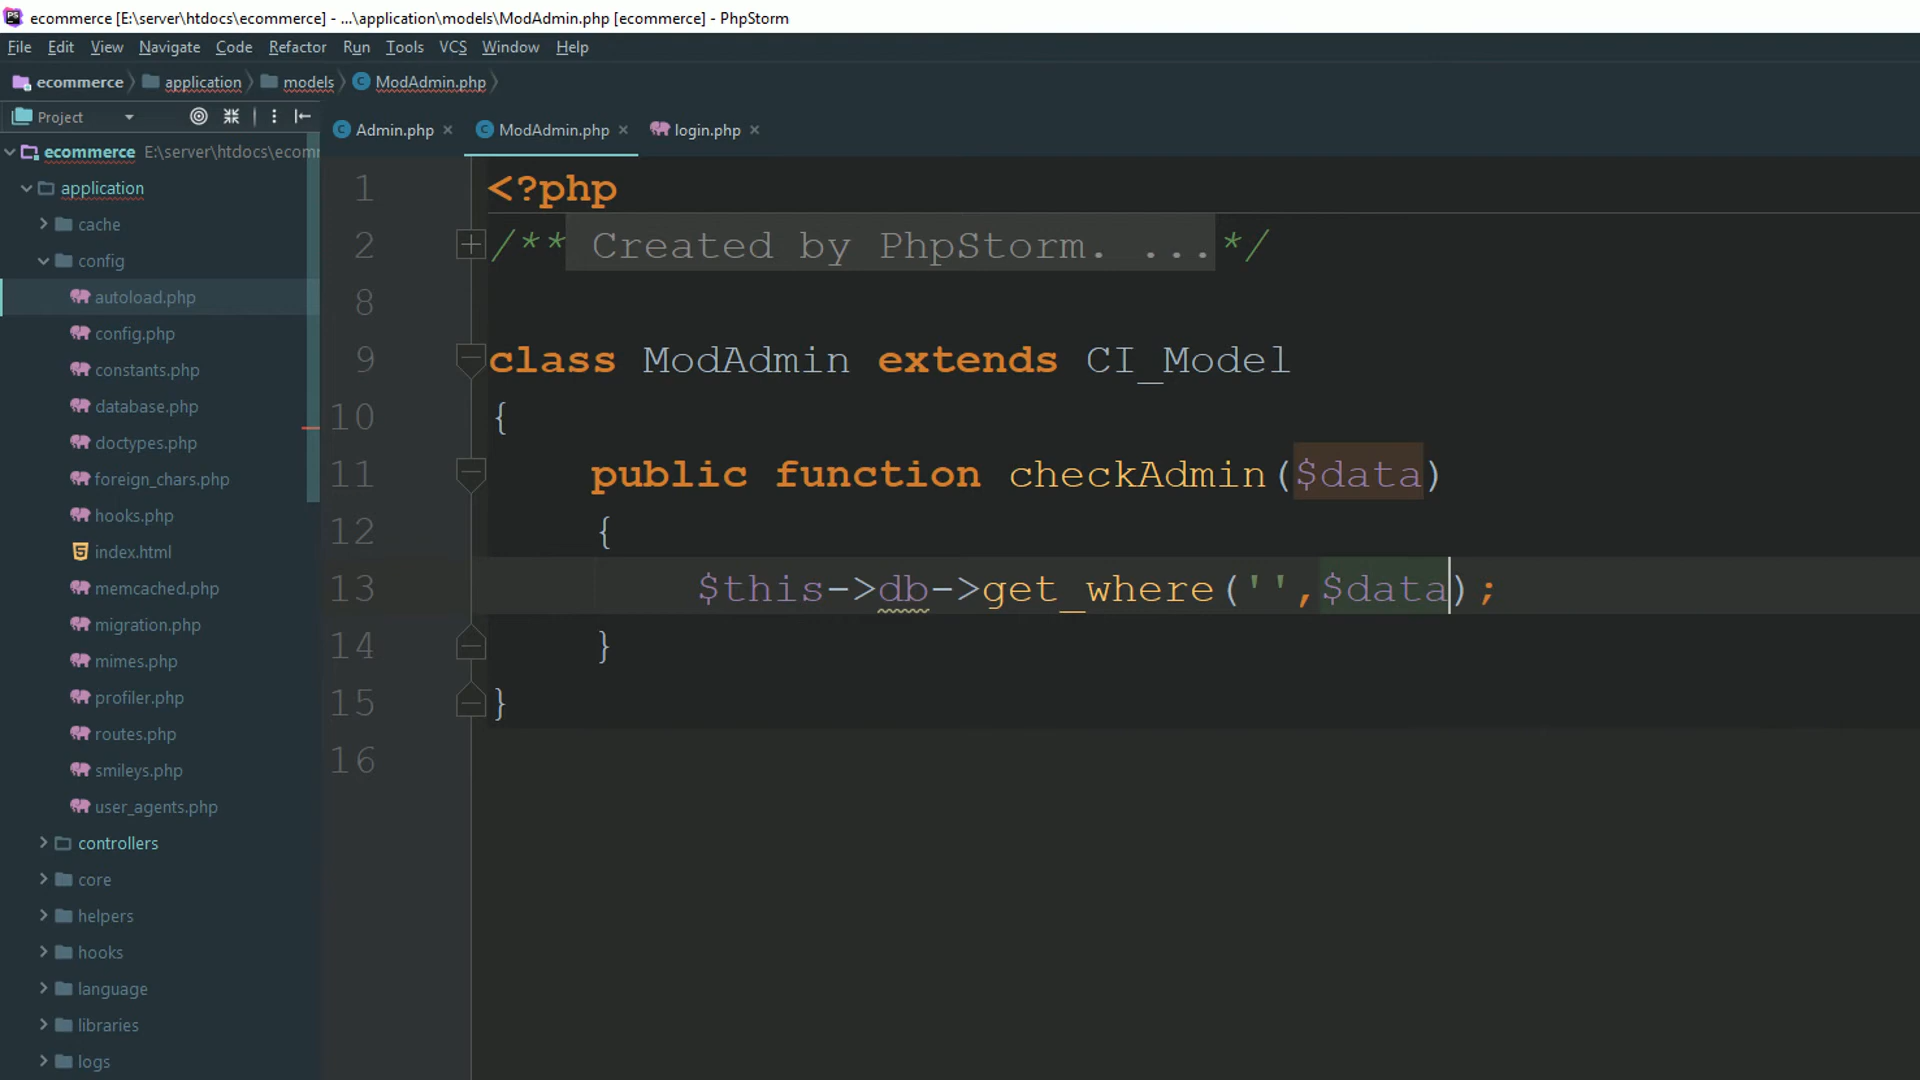 ecommerce [E:\server\htdocs\ecommerce] - ...\application\models\ModAdmin.php [ecommerce] - PhpStorm
File Edit View Navigate Code Refactor Run Tools VCS Window Help
ecommerce application models ModAdmin.php
Project
Admin.php × ModAdmin.php × login.php ×
ecommerce E:\server\htdocs\ecom
application
cache
config
autoload.php
config.php
constants.php
database.php
doctypes.php
foreign_chars.php
hooks.php
index.html
memcached.php
migration.php
mimes.php
profiler.php
routes.php
smileys.php
user_agents.php
controllers
core
helpers
hooks
language
libraries
logs
1 <?php
2 /** Created by PhpStorm. ...*/
8
9 class ModAdmin extends CI_Model
10 {
11 public function checkAdmin($data)
12 {
13 $this->db->get_where('',$data);
14 }
15 }
16